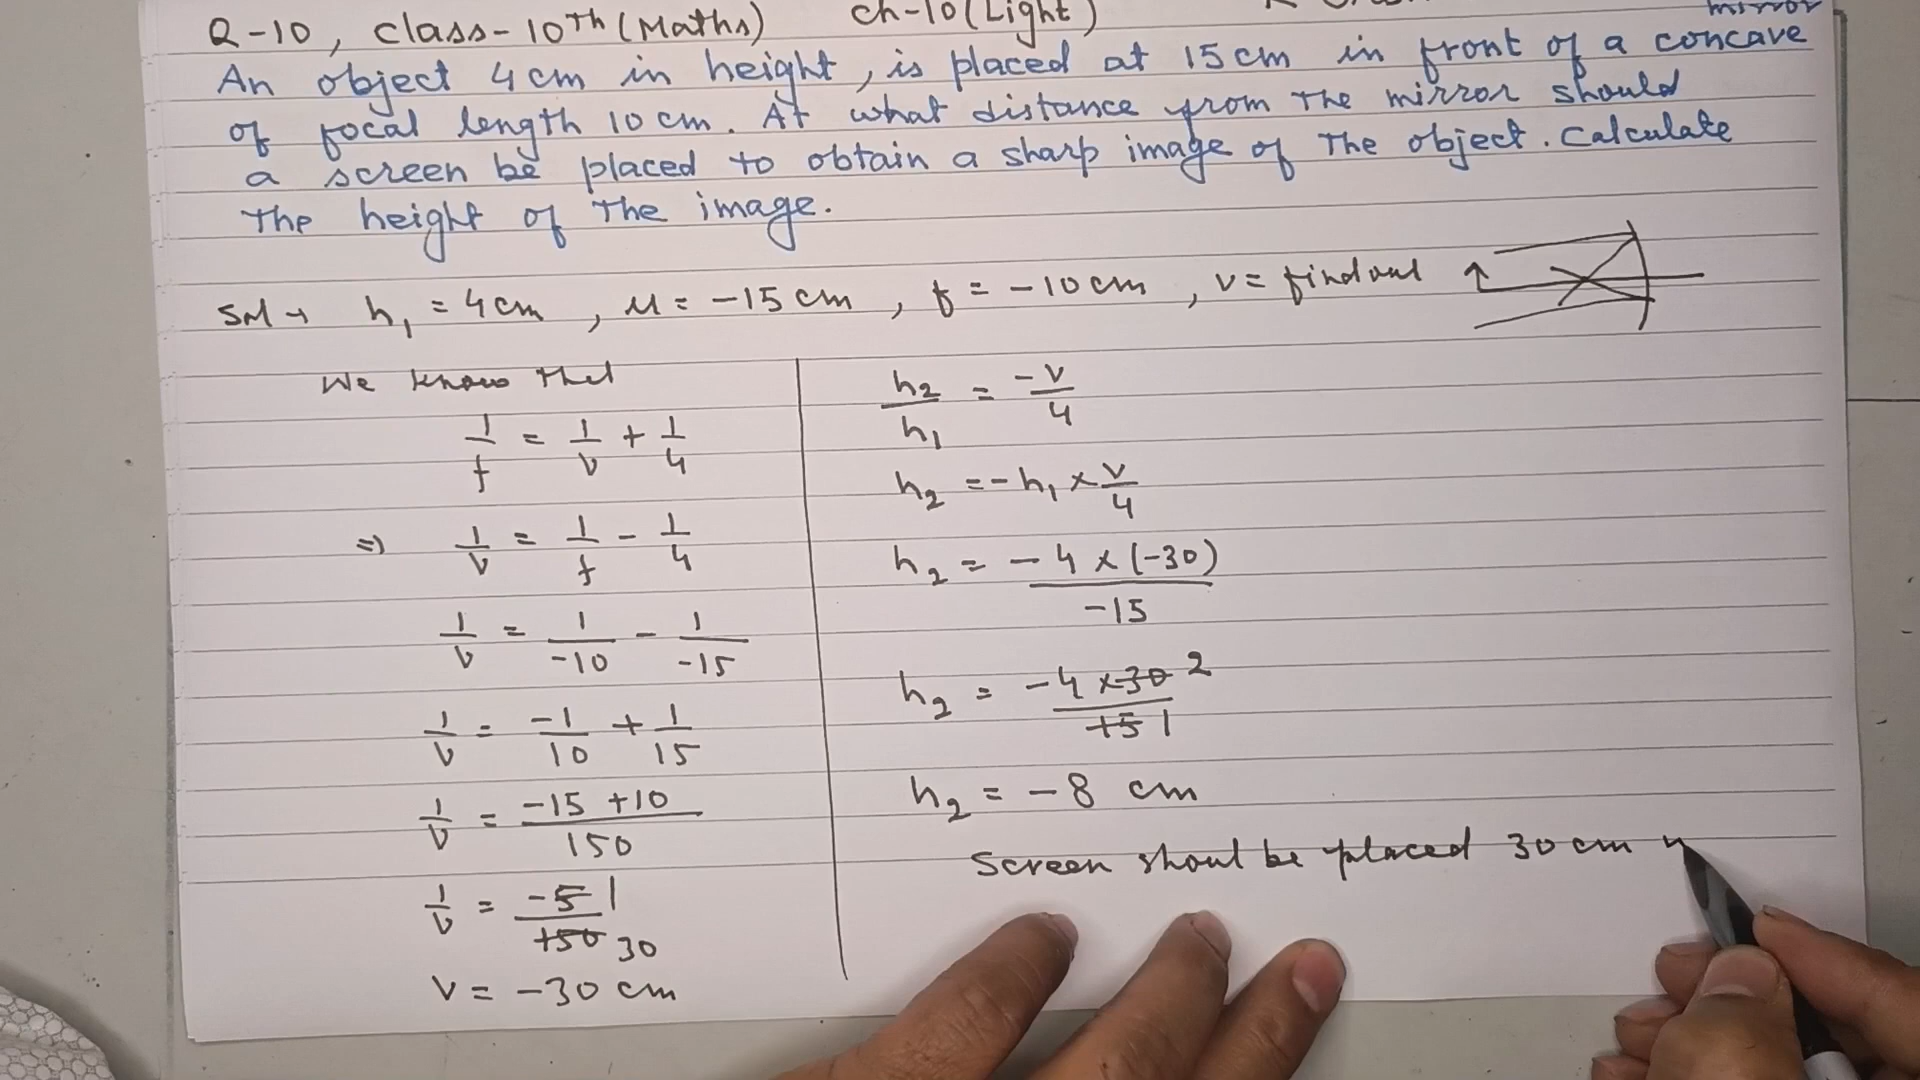 Q-10, class-10Th (Maths) Ch-10 (Light)
mirror
An object 4 cm in height, is placed at 15 cm in front of a concave
of focal length 10 cm. At what distance from The mirror should
a screen be placed to obtain a sharp image of The object. Calculate
The height of The image.
h₁ = 4 cm, u = -15 cm, f = -10 cm, v = find out
We know that
1/f = 1/v + 1/u
=> 1/v = 1/f - 1/u
1/v = 1/-10 - 1/-15
1/v = -1/10 + 1/15
1/v = -15 + 10/150
1/v = -5 1/150 30
v = -30 cm
h₂/h₁ = -v/u
h₂ = -h₁ × v/u
h₂ = -4 × (-30)/-15
h₂ = -4 × 30 2/15 1
h₂ = -8 cm
Screen shoul be placed 30 cm